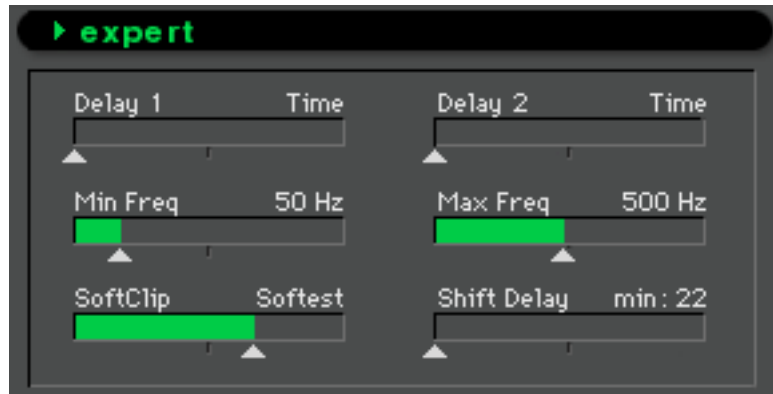 expert
Delay 1 Time Delay 2 Time
Min Freq 50 Hz Max Freq 500 Hz
SoftClip Softest Shift Delay min : 22